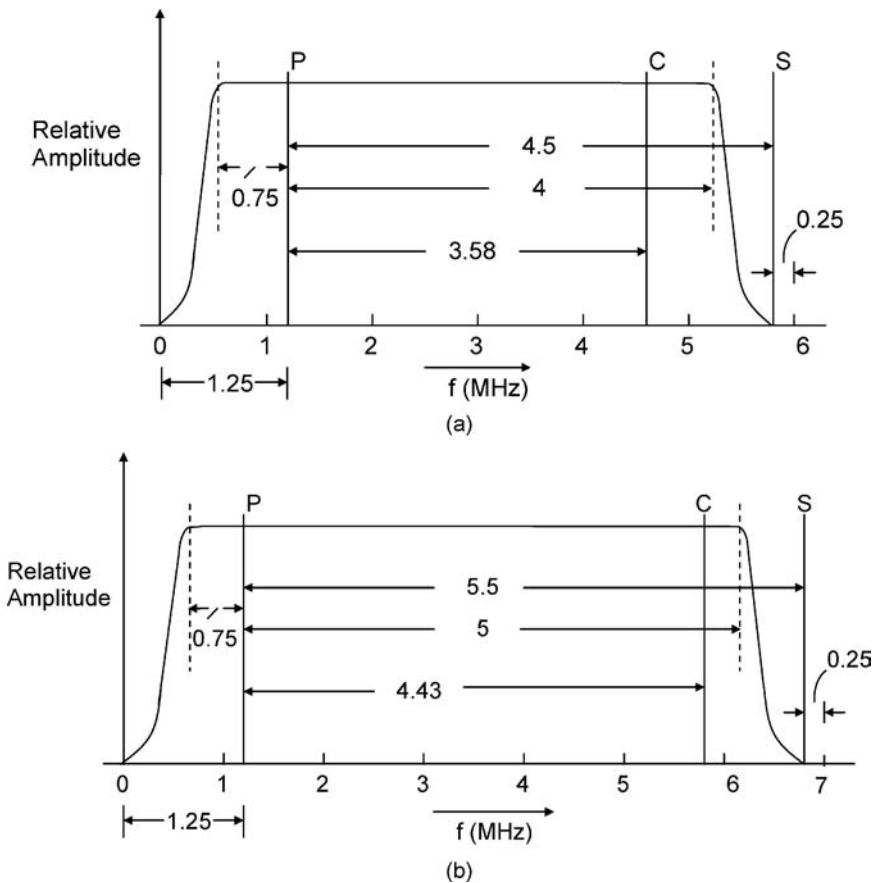 P C S
Relative
Amplitude
4.5
0.75
4
0.25
3.58
0 1 2 3 4 5 6
1.25
f (MHz)
(a)
P C S
Relative
Amplitude
5.5
0.75
5
0.25
4.43
0 1 2 3 4 5 6 7
1.25
f (MHz)
(b)